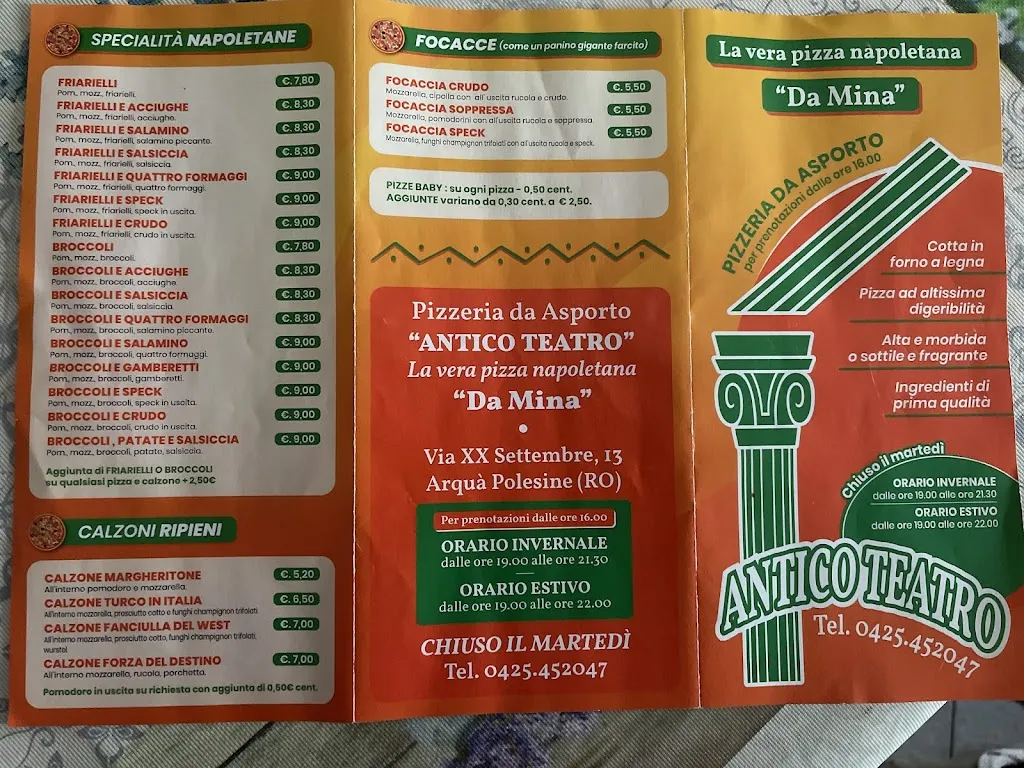 SPECIALITÀ NAPOLETANE
FRIARIELLI €. 7,80
Pom., mozz., friarielli.
FRIARIELLI E ACCIUGHE €. 8,30
Pom., mozz., friarielli, acciughe.
FRIARIELLI E SALAMINO €. 8,30
Pom., mozz., friarielli, salamino piccante.
FRIARIELLI E SALSICCIA €. 8,30
Pom., mozz., friarielli, salsiccia.
FRIARIELLI E QUATTRO FORMAGGI €. 9,00
Pom., mozz., friarielli, quattro formaggi.
FRIARIELLI E SPECK €. 9,00
Pom., mozz., friarielli, speck in uscita.
FRIARIELLI E CRUDO €. 9,00
Pom., mozz., friarielli, crudo in uscita.
BROCCOLI €. 7,80
Pom., mozz., broccoli.
BROCCOLI E ACCIUGHE €. 8,30
Pom., mozz., broccoli, acciughe.
BROCCOLI E SALSICCIA €. 8,30
Pom., mozz., broccoli, salsiccia.
BROCCOLI E QUATTRO FORMAGGI €. 8,30
Pom., mozz., broccoli, salamino piccante.
BROCCOLI E SALAMINO €. 9,00
Pom., mozz., broccoli, quattro formaggi.
BROCCOLI E GAMBERETTI €. 9,00
Pom., mozz., broccoli, gamberetti.
BROCCOLI E SPECK €. 9,00
Pom., mozz., broccoli, speck in uscita.
BROCCOLI E CRUDO €. 9,00
Pom., mozz., broccoli, crudo in uscita.
BROCCOLI , PATATE E SALSICCIA €. 9,00
Pom., mozz., broccoli, patate, salsiccia.
Aggiunta di FRIARIELLI O BROCCOLI
su qualsiasi pizza e calzone +2,50€
CALZONI RIPIENI
CALZONE MARGHERITONE €. 5,20
All'interno pomodoro e mozzarella.
CALZONE TURCO IN ITALIA €. 6,50
All'interno mozzarella, prosciutto cotto e funghi champignon trifolati.
CALZONE FANCIULLA DEL WEST €. 7,00
All'interno mozzarella, prosciutto cotto, funghi champignon trifolati,
wurstel.
CALZONE FORZA DEL DESTINO €. 7,00
All'interno mozzarella, rucola, porchetta.
Pomodoro in uscita su richiesta con aggiunta di 0,50€ cent.
FOCACCE (come un panino gigante farcito)
FOCACCIA CRUDO €. 5,50
Mozzarella, cipolla con all'uscita rucola e crudo.
FOCACCIA SOPPRESSA €. 5,50
Mozzarella, pomodorini con all'uscita rucola e soppressa.
FOCACCIA SPECK €. 5,50
Mozzarella, funghi champignon trifolati con all'uscita rucola e speck.
PIZZE BABY : su ogni pizza - 0,50 cent.
AGGIUNTE variano da 0,30 cent. a € 2,50.
Pizzeria da Asporto
“ANTICO TEATRO”
La vera pizza napoletana
“Da Mina”
Via XX Settembre, 13
Arquà Polesine (RO)
Per prenotazioni dalle ore 16.00
ORARIO INVERNALE
dalle ore 19.00 alle ore 21.30
ORARIO ESTIVO
dalle ore 19.00 alle ore 22.00
CHIUSO IL MARTEDÌ
Tel. 0425.452047
La vera pizza nàpoletana
“Da Mina”
PIZZERIA DA ASPORTO
per prenotazioni dalle ore 16.00
Cotta in
forno a legna
Pizza ad altissima
digeribilità
Alta e morbida
o sottile e fragrante
Ingredienti di
prima qualità
Chiuso il martedì
ORARIO INVERNALE
dalle ore 19.00 alle ore 21.30
ORARIO ESTIVO
dalle ore 19.00 alle ore 22.00
ANTICO TEATRO
Tel. 0425.452047